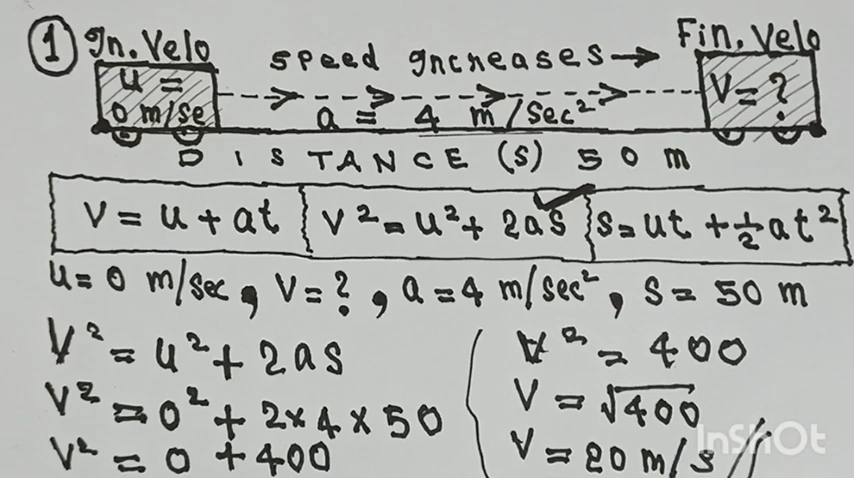 ① In. Velo speed increases → Fin. Velo
u = 0 m/se a = 4 m/sec² V = ?
DISTANCE (s) 50 m
V = u + at V² = u² + 2as ✓ s = ut + ½at²
u = 0 m/sec, V = ?, a = 4 m/sec², s = 50 m
V² = u² + 2as
V² = 0² + 2×4×50
V² = 0 + 400
V² = 400
V = √400
V = 20 m/s //
InShOt